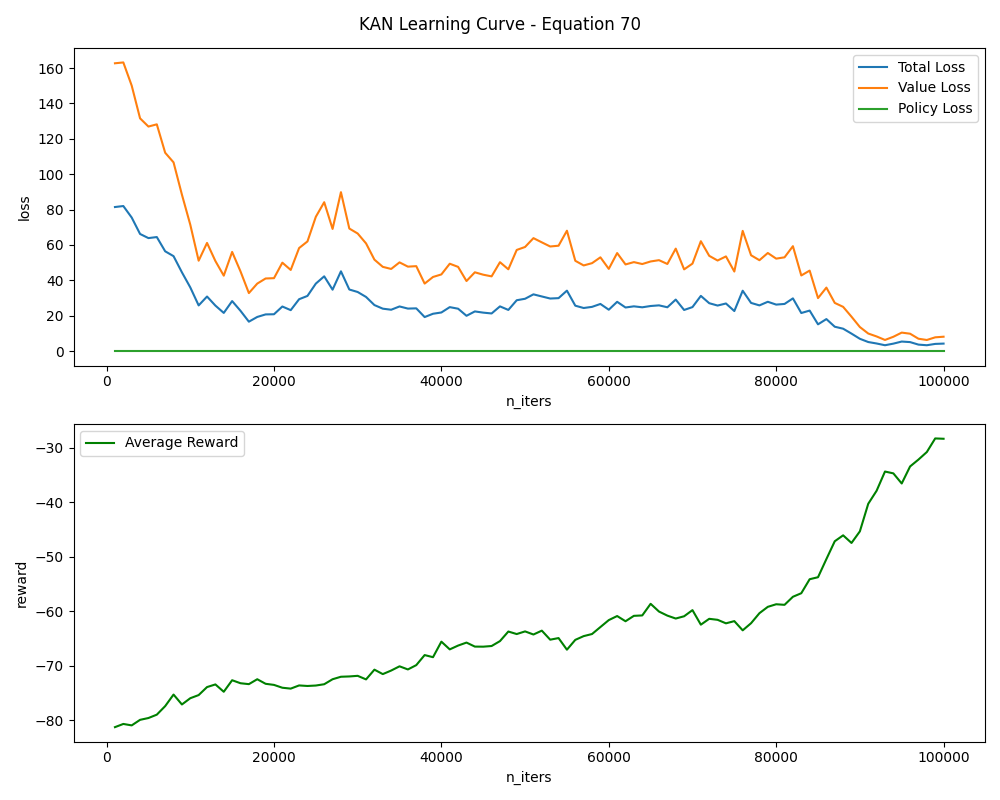 KAN Learning Curve - Equation 70
160
140
120
100
80
60
40
20
0
loss
Total Loss
Value Loss
Policy Loss
0 20000 40000 60000 80000 100000
n_iters
−30
−40
−50
−60
−70
−80
reward
Average Reward
0 20000 40000 60000 80000 100000
n_iters